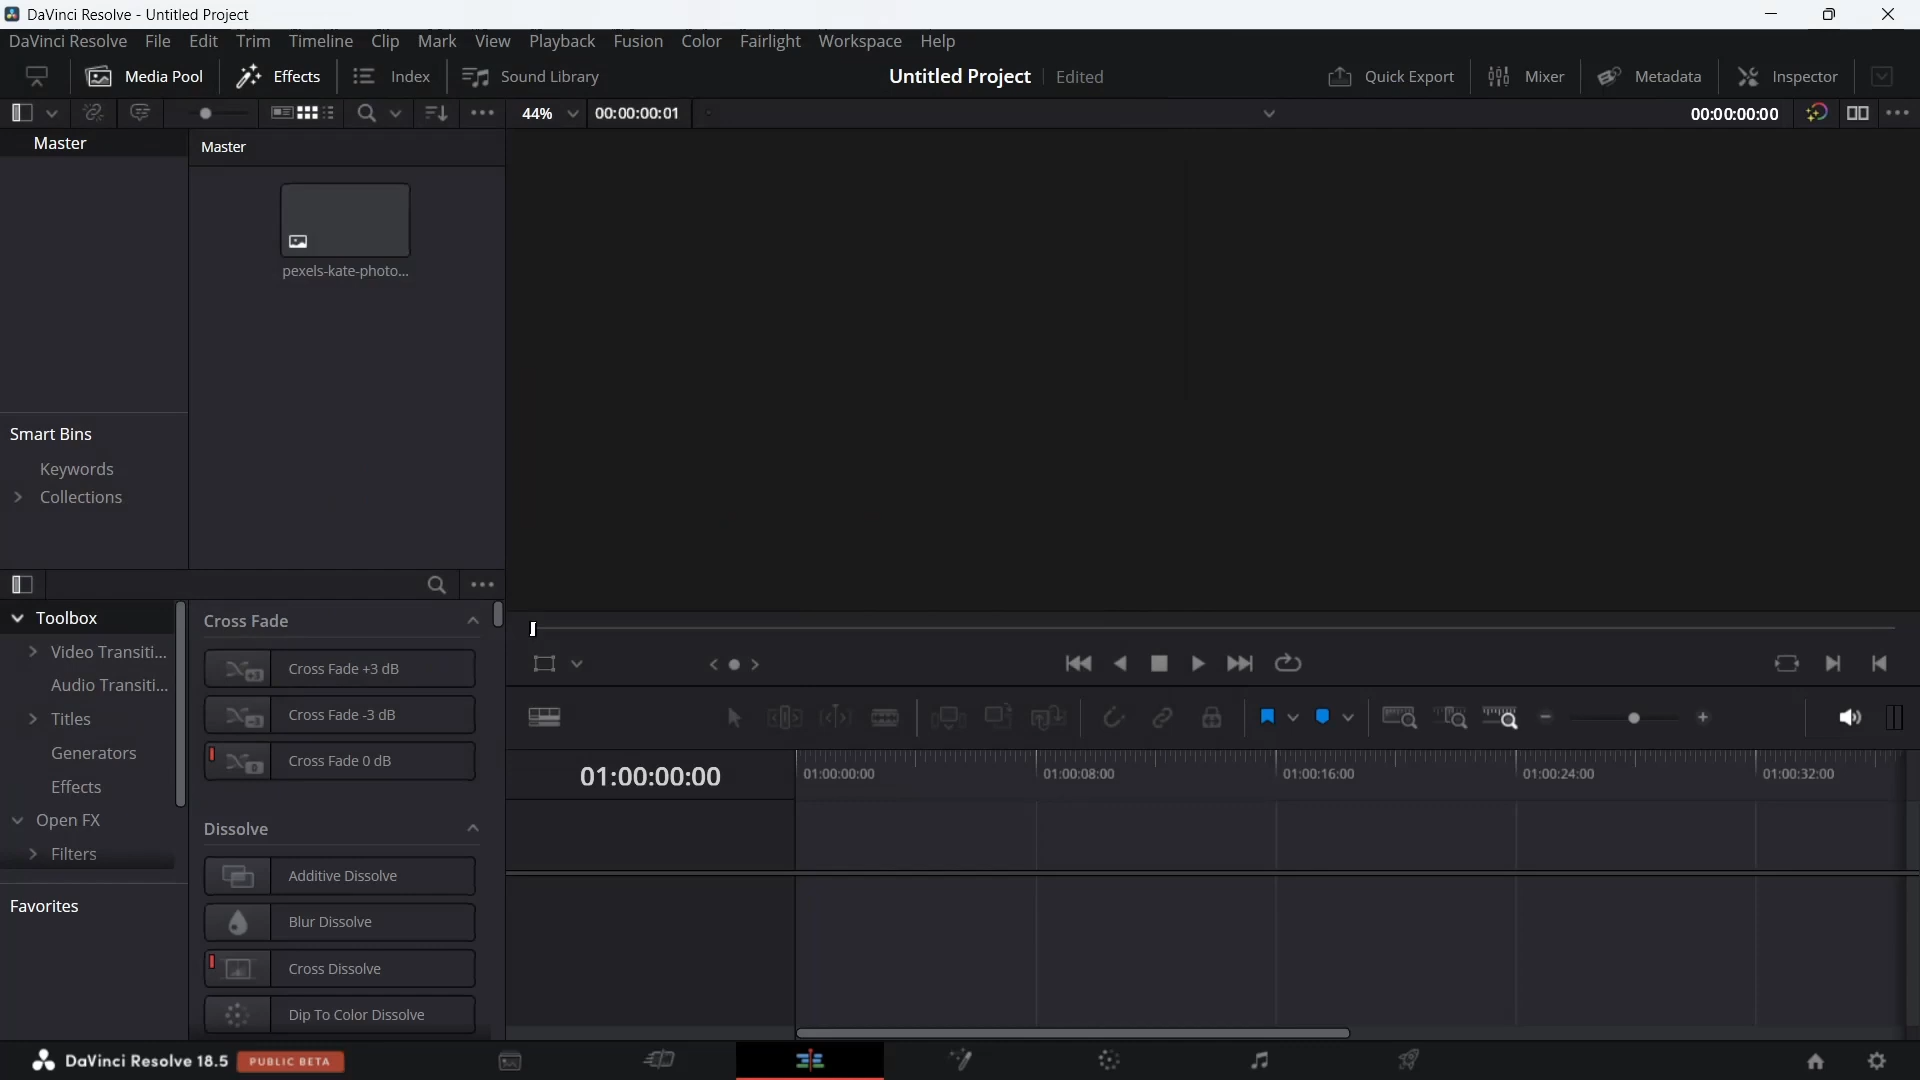 DaVinci Resolve - Untitled Project
DaVinci Resolve File Edit Trim Timeline Clip Mark View Playback Fusion Color Fairlight Workspace Help
Media Pool Effects Index Sound Library Untitled Project Edited Quick Export Mixer Metadata Inspector
44% 00:00:00:01 00:00:00:00
Master
Master
pexels-kate-photo...
Smart Bins
Keywords
Collections
Toolbox
Video Transiti...
Audio Transiti...
Titles
Generators
Effects
Open FX
Filters
Favorites
Cross Fade
Cross Fade +3 dB
Cross Fade -3 dB
Cross Fade 0 dB
Dissolve
Additive Dissolve
Blur Dissolve
Cross Dissolve
Dip To Color Dissolve
01:00:00:00
01:00:00:00 01:00:08:00 01:00:16:00 01:00:24:00 01:00:32:00
DaVinci Resolve 18.5 PUBLIC BETA